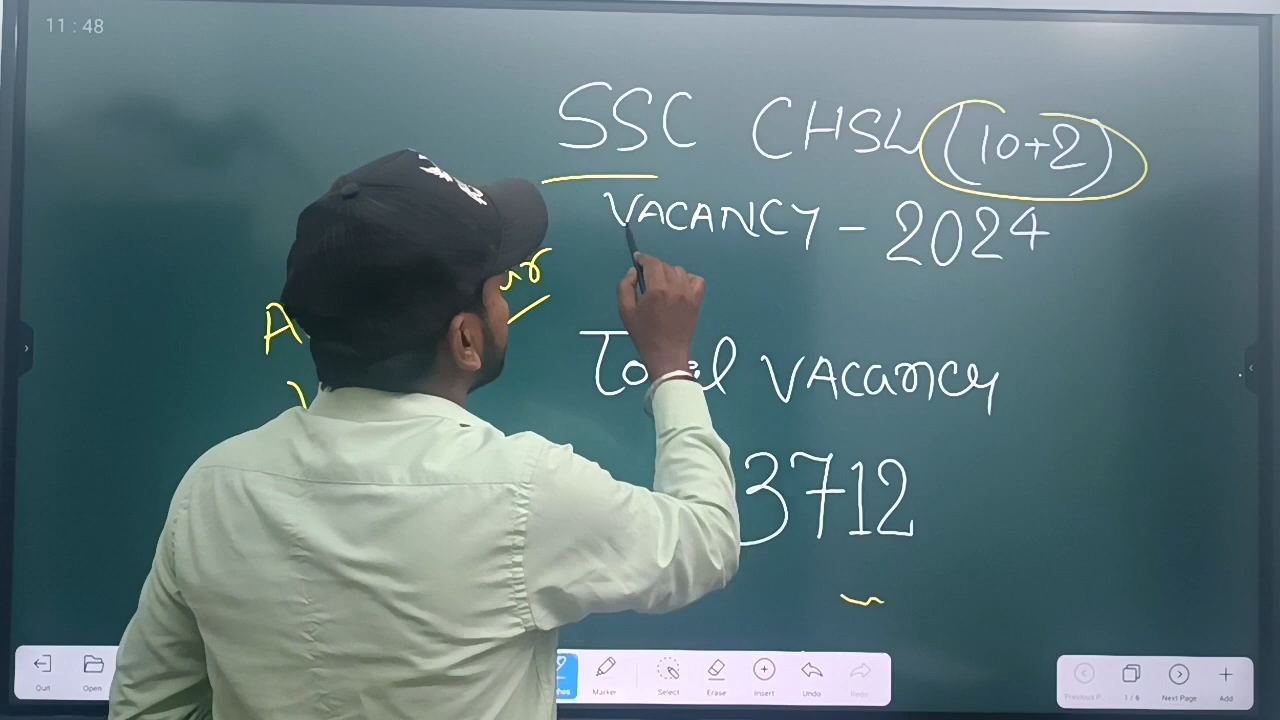 11 : 48
SSC CHSL (10+2)
VACANCY - 2024
Total Vacancy
3712
Quit
Open
Marker
Select
Erase
Insert
Undo
Redo
Previous P...
1 / 6
Next Page
Add